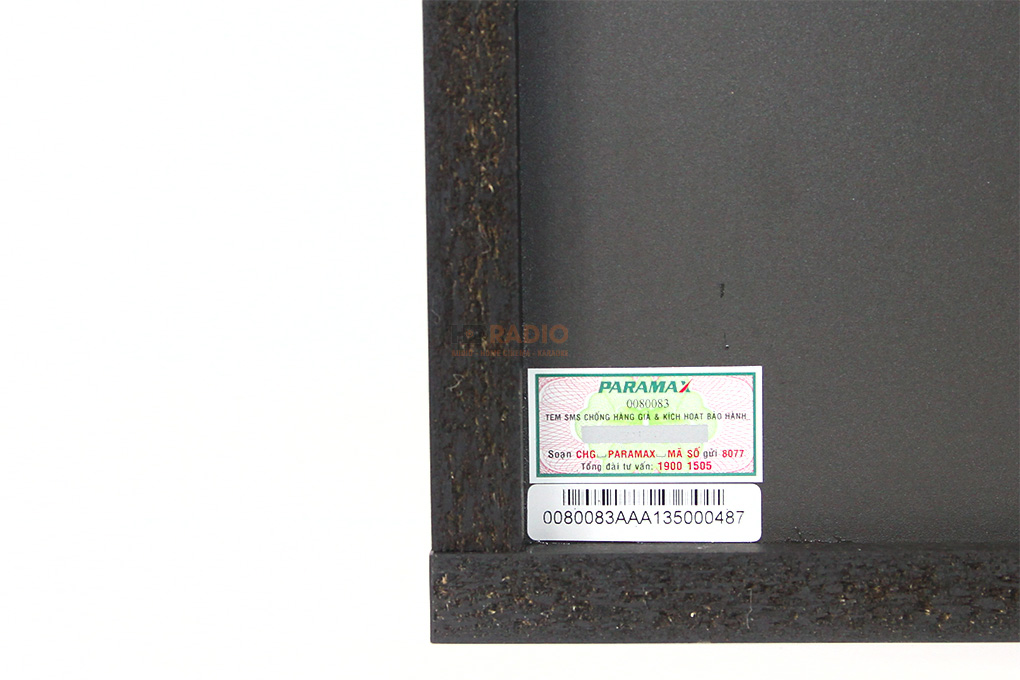 RADIO
PARAMAX
0080083
TEM SMS CHỐNG HÀNG GIẢ & KÍCH HOẠT BẢO HÀNH
Soạn CHG PARAMAX MÃ SỐ gửi 8077
Tổng đài tư vấn: 1900 1505
0080083AAA135000487